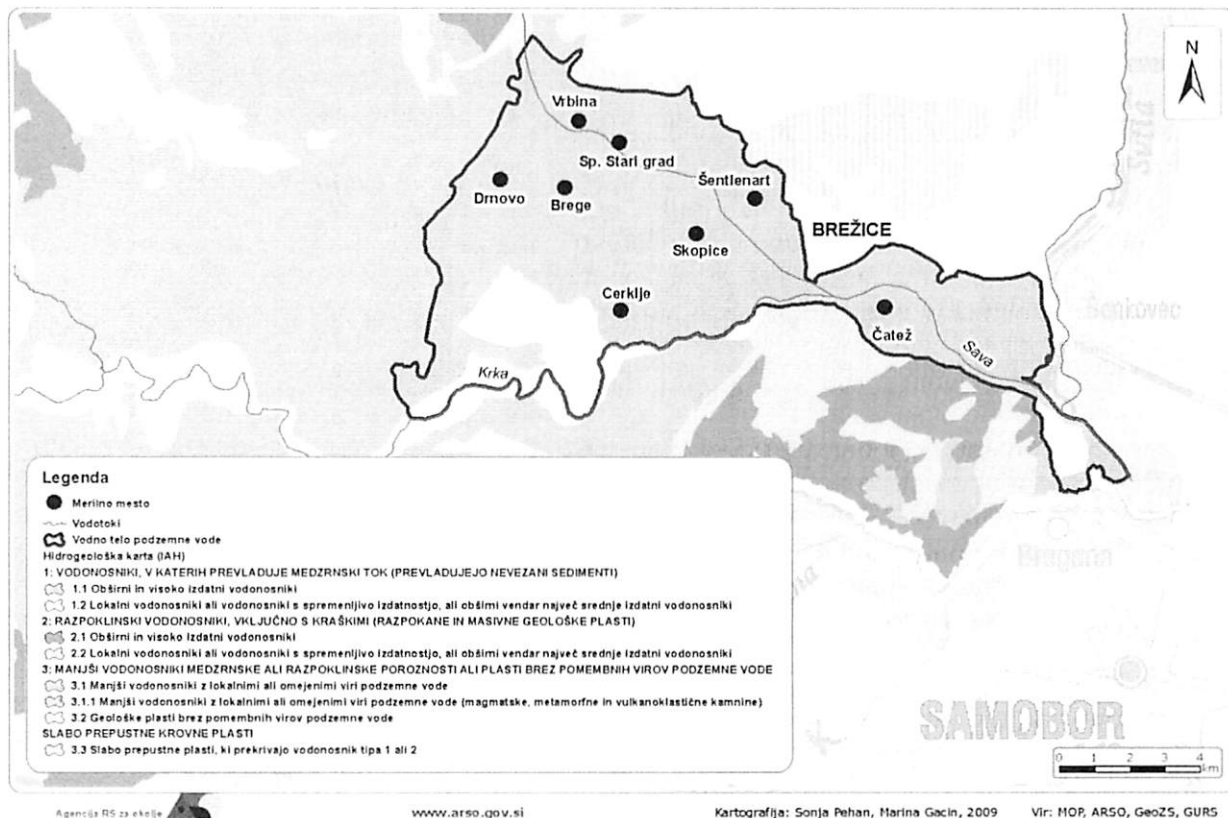 N
Vrbina
Sp. Stari grad
Šentlenart
Drnovo
Brege
BREŽICE
Skopice
Cerklje
Čatež
Sava
Krka
Bregana
SAMOBOR
Legenda
Merilno mesto
Vodotoki
Vodno telo podzemne vode
Hidrogeološka karta (IAH)
1: VODONOSNIKI, V KATERIH PREVLADUJE MEDZRNSKI TOK (PREVLADUJEJO NEVEZANI SEDIMENTI)
1.1 Obširni in visoko izdatni vodonosniki
1.2 Lokalni vodonosniki ali vodonosniki s spremenljivo izdatnostjo, ali obširni vendar največ srednje izdatni vodonosniki
2: RAZPOKLINSKI VODONOSNIKI, VKLJUČNO S KRAŠKIMI (RAZPOKANE IN MASIVNE GEOLOŠKE PLASTI)
2.1 Obširni in visoko izdatni vodonosniki
2.2 Lokalni vodonosniki ali vodonosniki s spremenljivo izdatnostjo, ali obširni vendar največ srednje izdatni vodonosniki
3: MANJŠI VODONOSNIKI MEDZRNSKE ALI RAZPOKLINSKE POROZNOSTI ALI PLASTI BREZ POMEMBNIH VIROV PODZEMNE VODE
3.1 Manjši vodonosniki z lokalnimi ali omejenimi viri podzemne vode
3.1.1 Manjši vodonosniki z lokalnimi ali omejenimi viri podzemne vode (magmatske, metamorfne in vulkanoklastične kamnine)
3.2 Geološke plasti brez pomembnih virov podzemne vode
SLABO PREPUSTNE KROVNE PLASTI
3.3 Slabo prepustne plasti, ki prekrivajo vodonosnik tipa 1 ali 2
0 1 2 3 4
km
Agencija RS za okolje
www.arso.gov.si
Kartografija: Sonja Pehan, Marina Gacin, 2009
Vir: MOP, ARSO, GeoZS, GURS